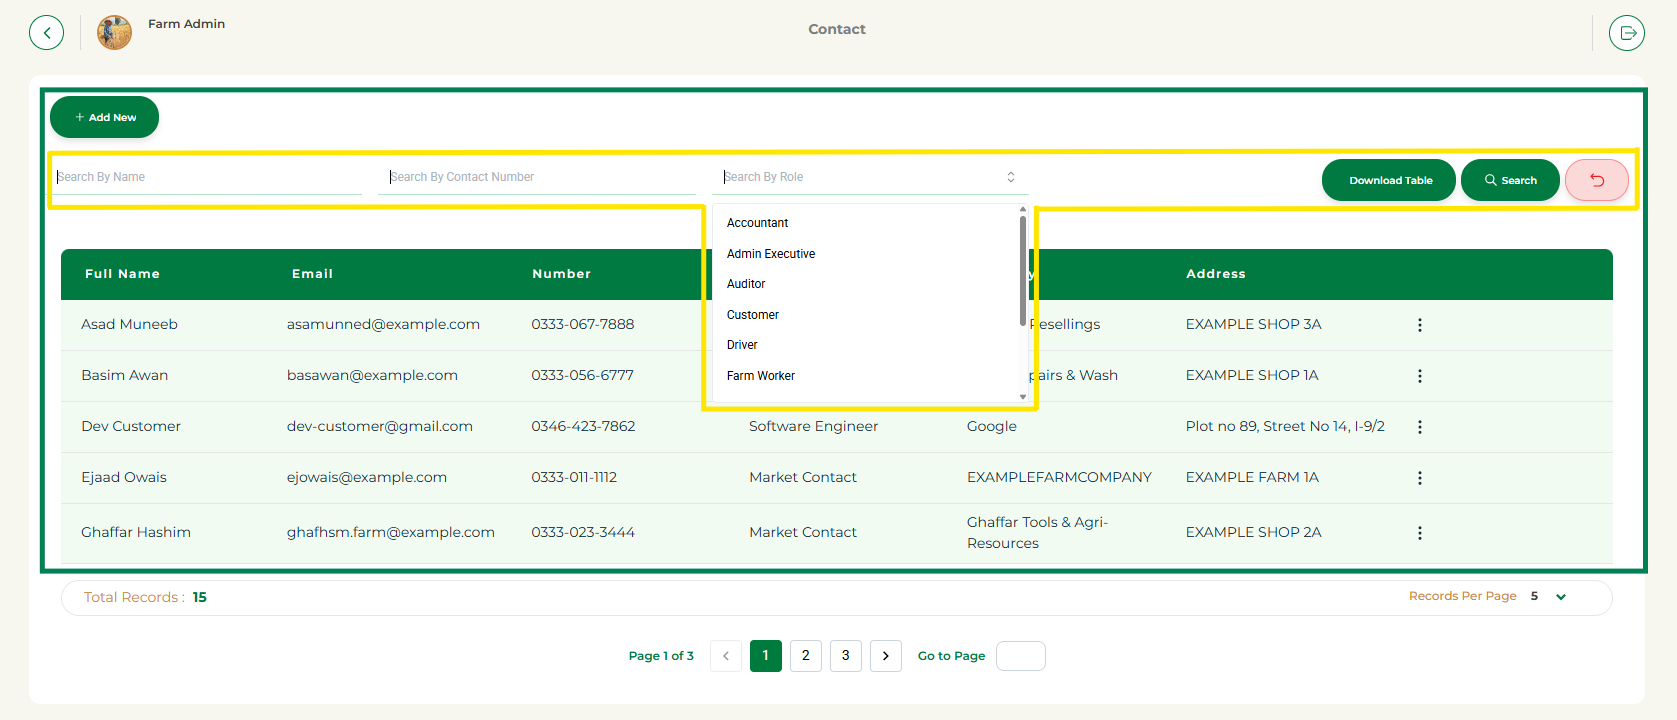 Farm Admin
Contact
+ Add New
Search By Name
Search By Contact Number
Search By Role
Download Table
Search
Accountant
Admin Executive
Auditor
Customer
Driver
Farm Worker
Full Name Email Number y Address
Asad Muneeb asamunned@example.com 0333-067-7888 Resellings EXAMPLE SHOP 3A
Basim Awan basawan@example.com 0333-056-6777 pairs & Wash EXAMPLE SHOP 1A
Dev Customer dev-customer@gmail.com 0346-423-7862 Software Engineer Google Plot no 89, Street No 14, I-9/2
Ejaad Owais ejowais@example.com 0333-011-1112 Market Contact EXAMPLEFARMCOMPANY EXAMPLE FARM 1A
Ghaffar Hashim ghafhsm.farm@example.com 0333-023-3444 Market Contact Ghaffar Tools & Agri-
Resources EXAMPLE SHOP 2A
Total Records : 15
Records Per Page 5
Page 1 of 3 < 1 2 3 > Go to Page